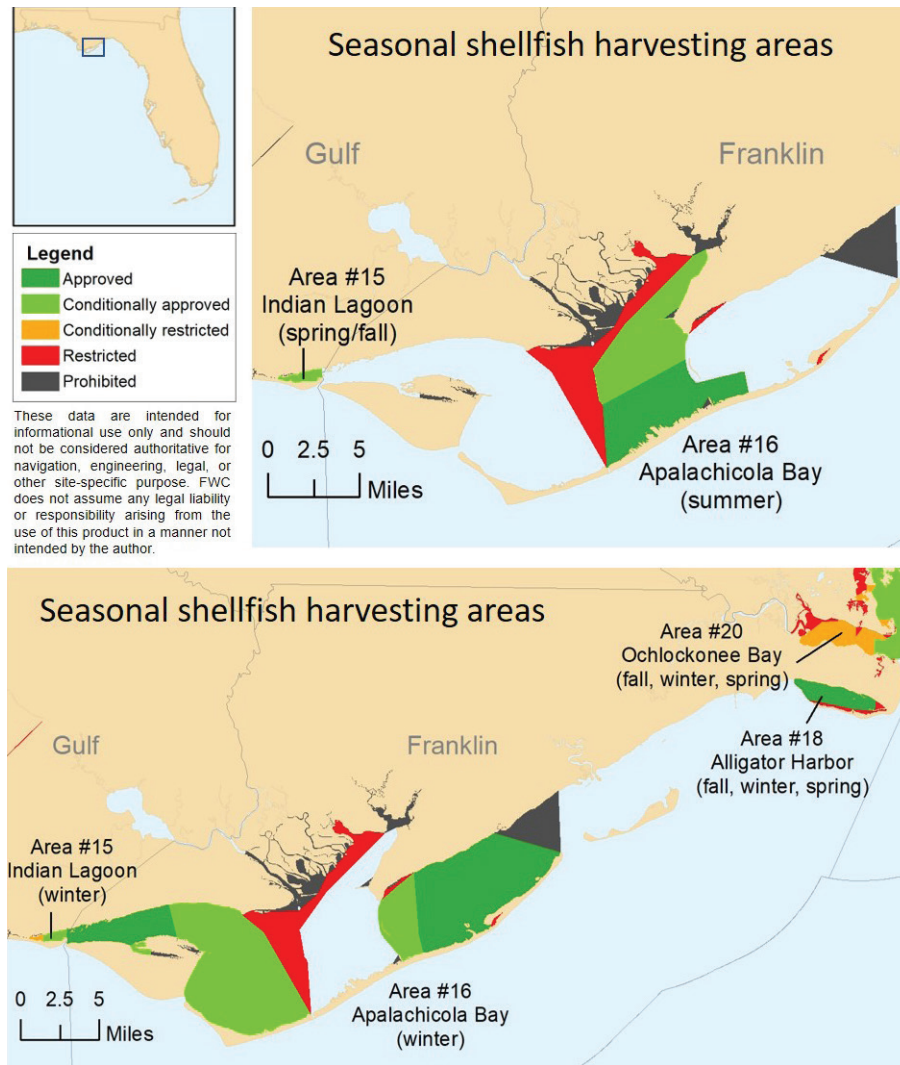 Seasonal shellfish harvesting areas
Gulf
Franklin
Legend
Approved
Conditionally approved
Conditionally restricted
Restricted
Prohibited
Area #15
Indian Lagoon
(spring/fall)
These data are intended for
informational use only and should
not be considered authoritative for
navigation, engineering, legal, or
other site-specific purpose. FWC
does not assume any legal liability
or responsibility arising from the
use of this product in a manner not
intended by the author.
0 2.5 5
Miles
Area #16
Apalachicola Bay
(summer)
Seasonal shellfish harvesting areas
Area #20
Ochlockonee Bay
(fall, winter, spring)
Area #18
Alligator Harbor
(fall, winter, spring)
Gulf
Franklin
Area #15
Indian Lagoon
(winter)
0 2.5 5
Miles
Area #16
Apalachicola Bay
(winter)